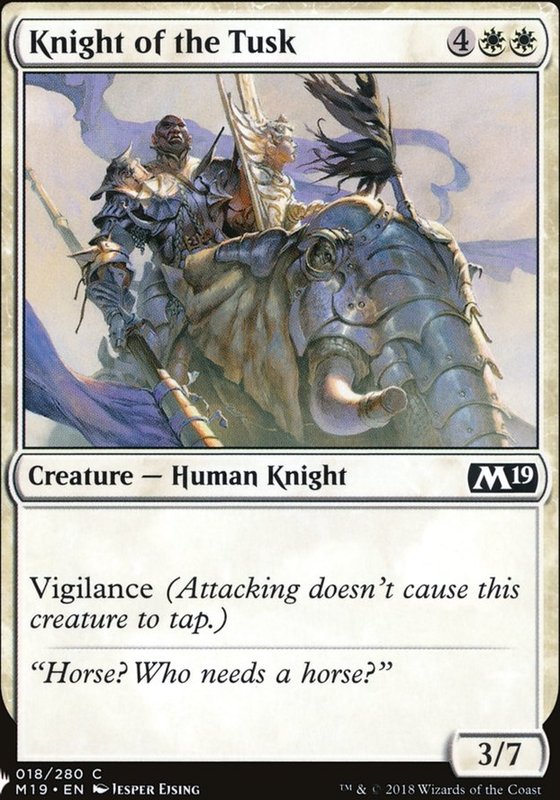 Knight of the Tusk 4
Creature — Human Knight M19
Vigilance (Attacking doesn't cause this
creature to tap.)
"Horse? Who needs a horse?"
3/7
018/280 C
M19 • EN Jesper Ejsing ™ & © 2018 Wizards of the Coast